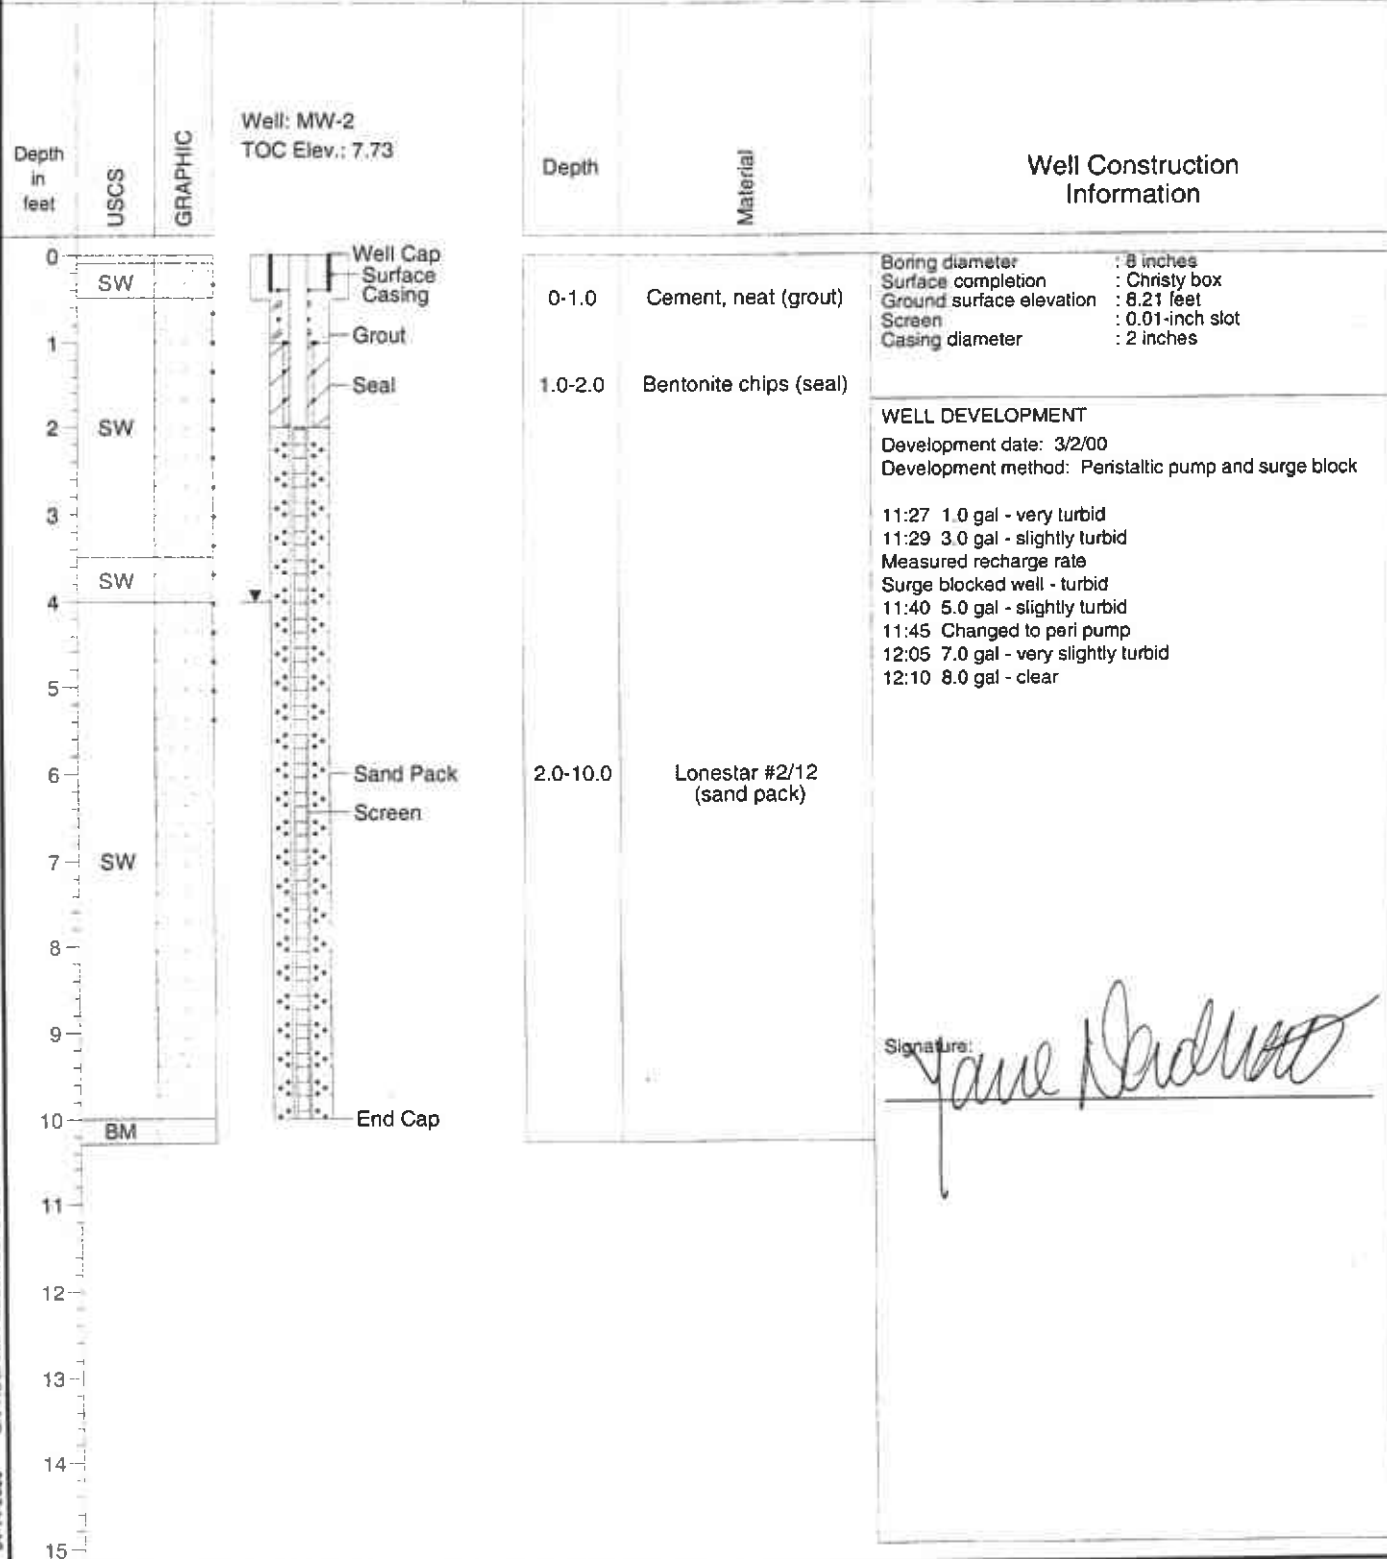 Depth
in
feet
USCS
GRAPHIC
Well: MW-2
TOC Elev.: 7.73
Depth
Material
Well Construction
Information
0
1
2
3
4
5
6
7
8
9
10
11
12
13
14
15
SW
SW
SW
SW
BM
Well Cap
Surface
Casing
Grout
Seal
Sand Pack
Screen
End Cap
0-1.0 Cement, neat (grout)
1.0-2.0 Bentonite chips (seal)
2.0-10.0 Lonestar #2/12
(sand pack)
Boring diameter : 8 inches
Surface completion : Christy box
Ground surface elevation : 8.21 feet
Screen : 0.01-inch slot
Casing diameter : 2 inches
WELL DEVELOPMENT
Development date: 3/2/00
Development method: Peristaltic pump and surge block
11:27 1.0 gal - very turbid
11:29 3.0 gal - slightly turbid
Measured recharge rate
Surge blocked well - turbid
11:40 5.0 gal - slightly turbid
11:45 Changed to peri pump
12:05 7.0 gal - very slightly turbid
12:10 8.0 gal - clear
Signature: